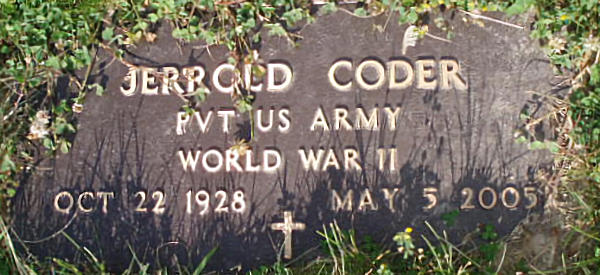 JERROLD CODER
PVT US ARMY
WORLD WAR II
OCT 22 1928 MAY 5 2005